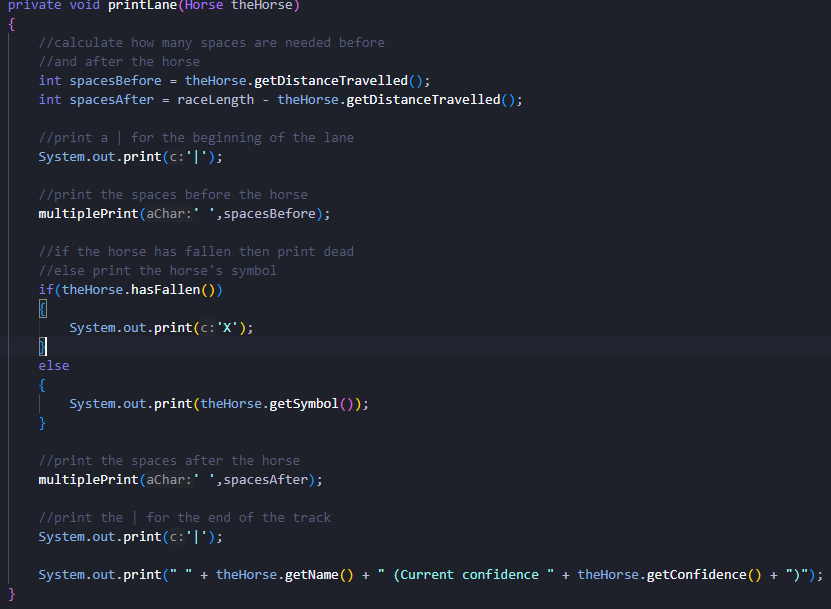 private void printLane(Horse theHorse)
{
//calculate how many spaces are needed before
//and after the horse
int spacesBefore = theHorse.getDistanceTravelled();
int spacesAfter = raceLength - theHorse.getDistanceTravelled();
//print a | for the beginning of the lane
System.out.print(c:'|');
//print the spaces before the horse
multiplePrint(aChar:' ',spacesBefore);
//if the horse has fallen then print dead
//else print the horse's symbol
if(theHorse.hasFallen())
{
System.out.print(c:'X');
}
else
{
System.out.print(theHorse.getSymbol());
}
//print the spaces after the horse
multiplePrint(aChar:' ',spacesAfter);
//print the | for the end of the track
System.out.print(c:'|');
System.out.print(" " + theHorse.getName() + " (Current confidence " + theHorse.getConfidence() + ")");
}